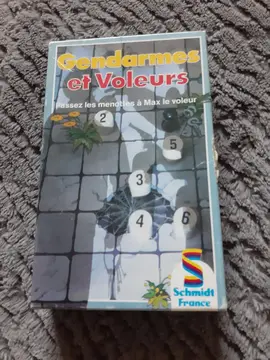 Gendarmes
et Voleurs
Passez les menottes à Max le voleur
2
5
3
4
6
Schmidt
France